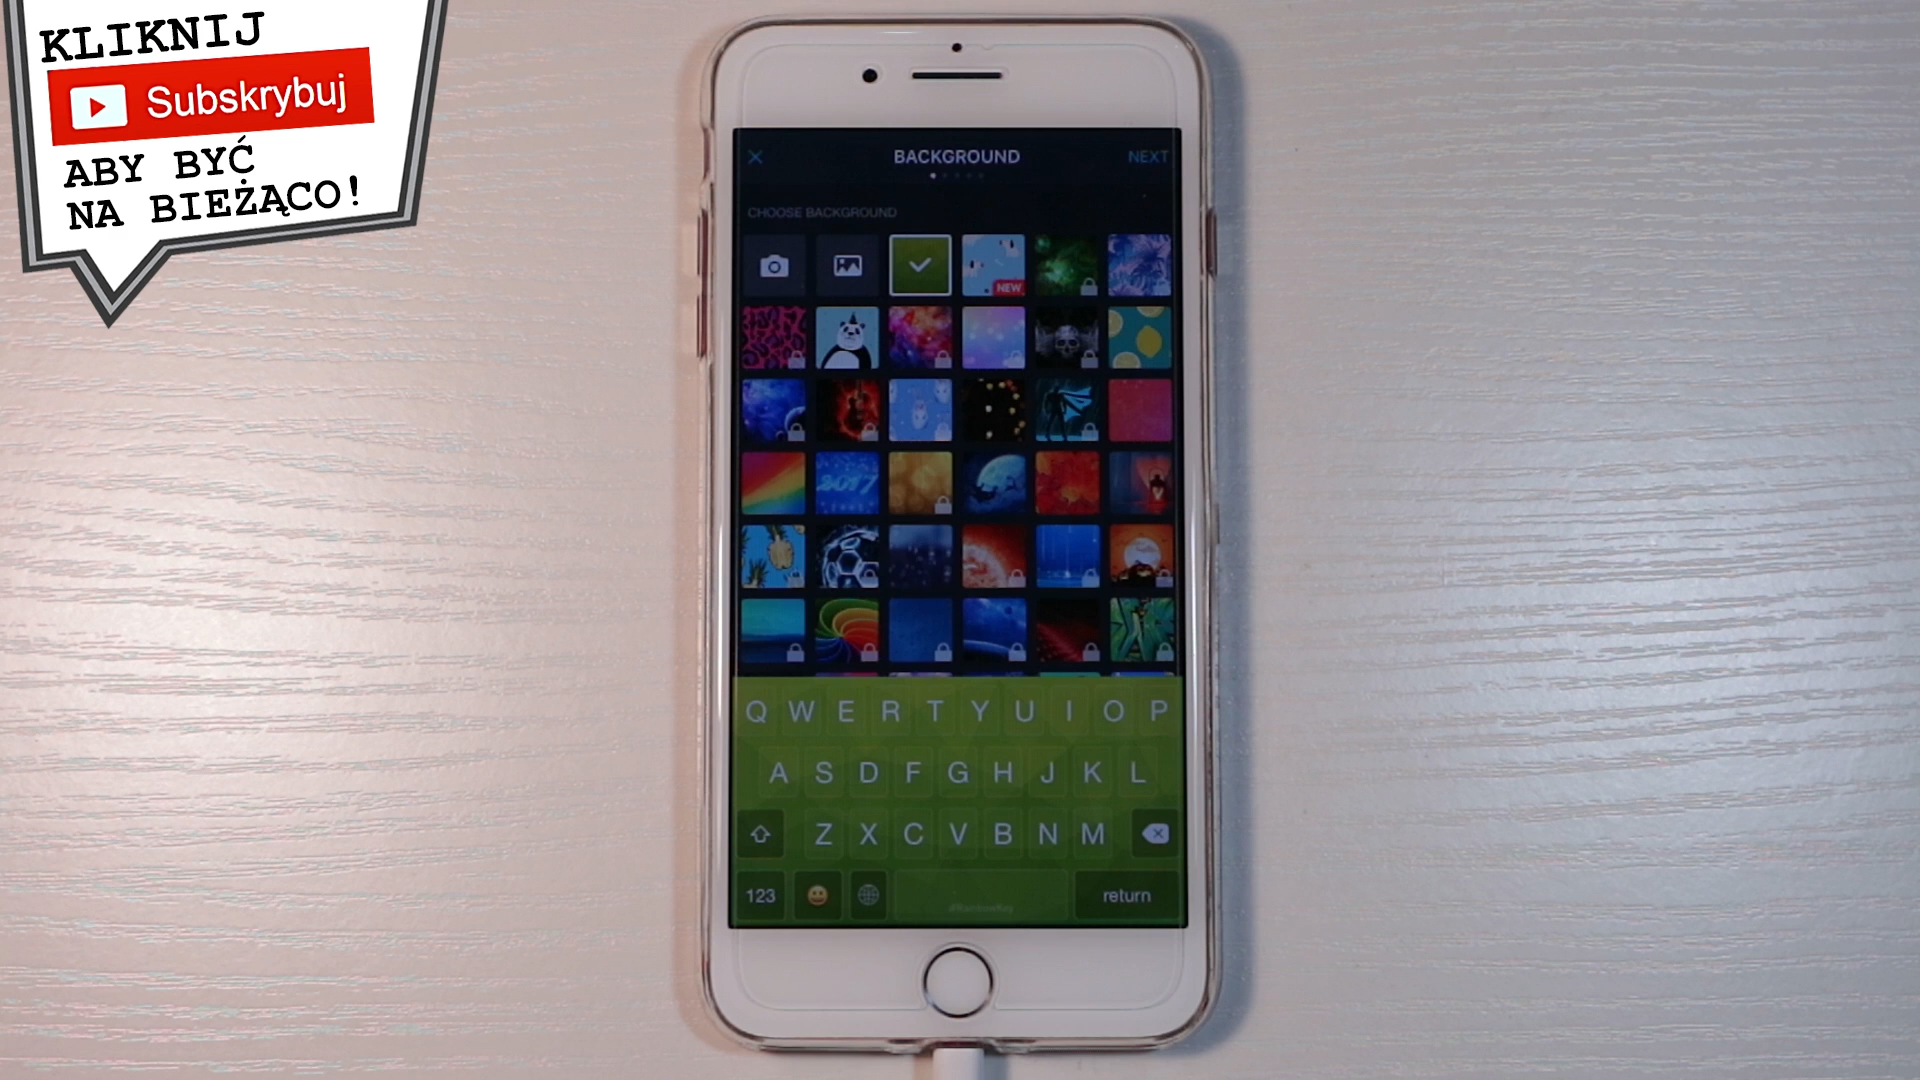 KLIKNIJ
Subskrybuj
ABY BYĆ
NA BIEŻĄCO!
BACKGROUND
NEXT
CHOOSE BACKGROUND
NEW
2017
Q W E R T Y U I O P
A S D F G H J K L
Z X C V B N M
123
return